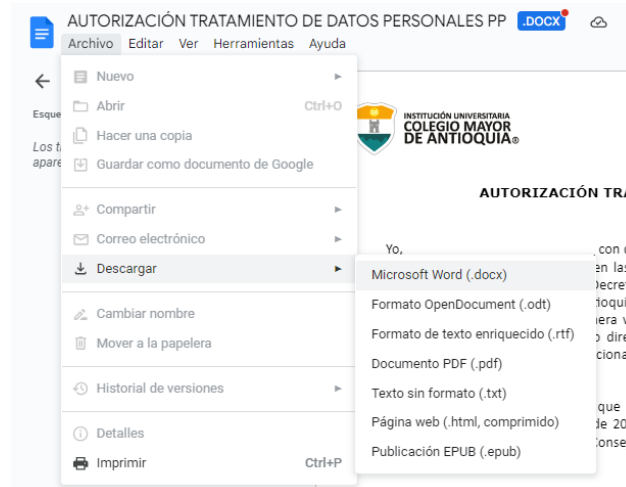 AUTORIZACIÓN TRATAMIENTO DE DATOS PERSONALES PP .DOCX
Archivo Editar Ver Herramientas Ayuda
Nuevo
Abrir Ctrl+O
Hacer una copia
Guardar como documento de Google
Compartir
Correo electrónico
Descargar
Cambiar nombre
Mover a la papelera
Historial de versiones
Detalles
Imprimir Ctrl+P
Microsoft Word (.docx)
Formato OpenDocument (.odt)
Formato de texto enriquecido (.rtf)
Documento PDF (.pdf)
Texto sin formato (.txt)
Página web (.html, comprimido)
Publicación EPUB (.epub)
Esque
Los t
apare
INSTITUCIÓN UNIVERSITARIA
COLEGIO MAYOR
DE ANTIOQUIA®
AUTORIZACIÓN TRA
Yo, con
en las